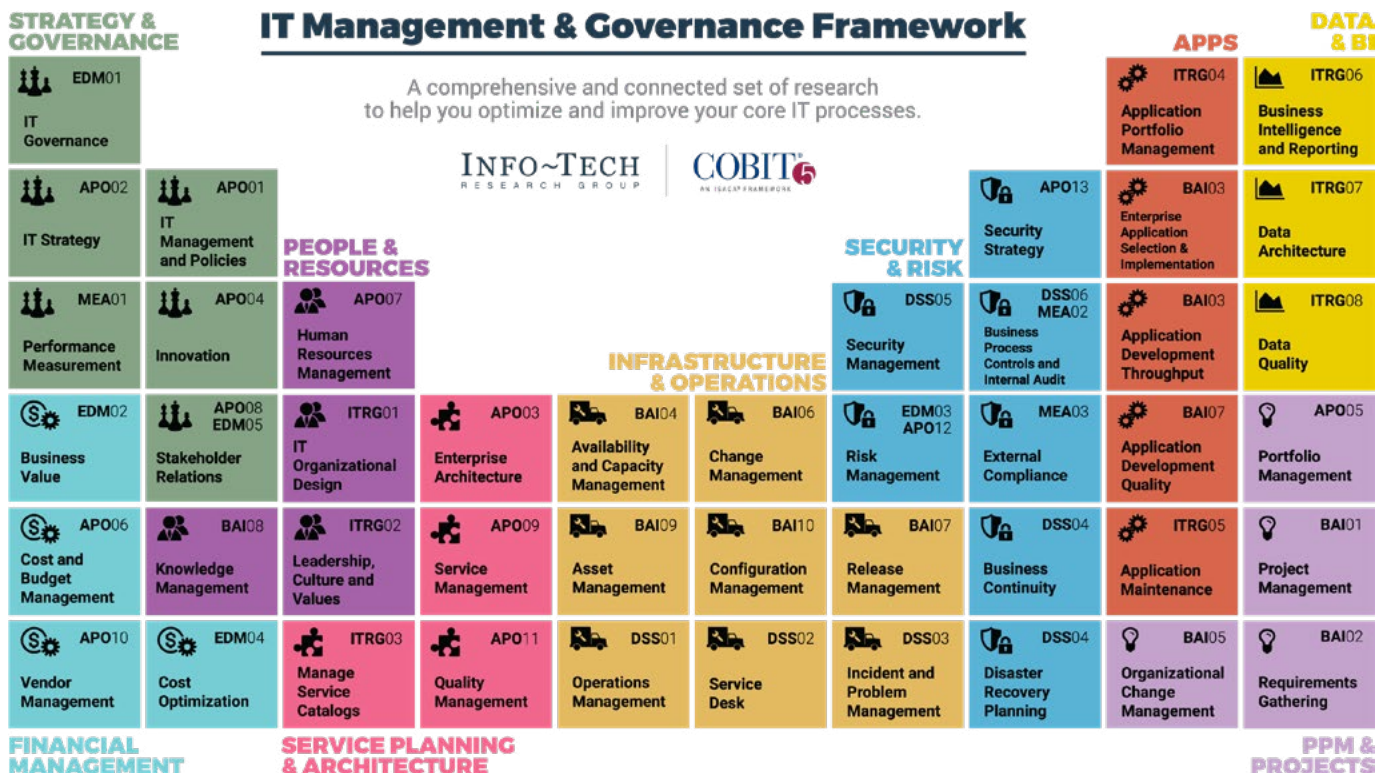 STRATEGY &
GOVERNANCE
IT Management & Governance Framework
A comprehensive and connected set of research
to help you optimize and improve your core IT processes.
INFO~TECH
RESEARCH GROUP
COBIT® 5
AN ISACA® FRAMEWORK
APPS
DATA
& BI
EDM01
IT
Governance
ITRG04
Application
Portfolio
Management
ITRG06
Business
Intelligence
and Reporting
APO02
IT Strategy
APO01
IT
Management
and Policies
PEOPLE &
RESOURCES
SECURITY
& RISK
APO13
Security
Strategy
BAI03
Enterprise
Application
Selection &
Implementation
ITRG07
Data
Architecture
MEA01
Performance
Measurement
APO04
Innovation
APO07
Human
Resources
Management
INFRASTRUCTURE
& OPERATIONS
DSS05
Security
Management
DSS06
MEA02
Business
Process
Controls and
Internal Audit
BAI03
Application
Development
Throughput
ITRG08
Data
Quality
EDM02
Business
Value
APO08
EDM05
Stakeholder
Relations
ITRG01
IT
Organizational
Design
APO03
Enterprise
Architecture
BAI04
Availability
and Capacity
Management
BAI06
Change
Management
EDM03
APO12
Risk
Management
MEA03
External
Compliance
BAI07
Application
Development
Quality
APO05
Portfolio
Management
APO06
Cost and
Budget
Management
BAI08
Knowledge
Management
ITRG02
Leadership,
Culture and
Values
APO09
Service
Management
BAI09
Asset
Management
BAI10
Configuration
Management
BAI07
Release
Management
DSS04
Business
Continuity
ITRG05
Application
Maintenance
BAI01
Project
Management
APO10
Vendor
Management
EDM04
Cost
Optimization
ITRG03
Manage
Service
Catalogs
APO11
Quality
Management
DSS01
Operations
Management
DSS02
Service
Desk
DSS03
Incident and
Problem
Management
DSS04
Disaster
Recovery
Planning
BAI05
Organizational
Change
Management
BAI02
Requirements
Gathering
FINANCIAL
MANAGEMENT
SERVICE PLANNING
& ARCHITECTURE
PPM &
PROJECTS